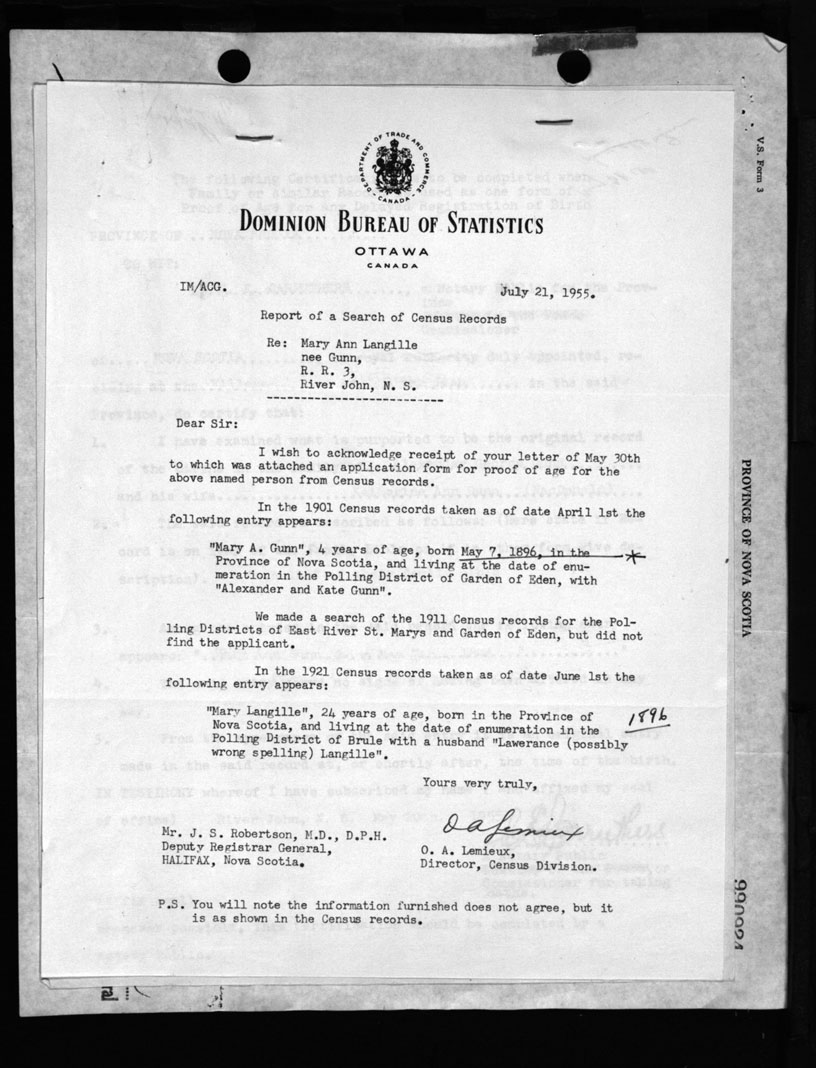 DEPARTMENT OF TRADE AND COMMERCE
CANADA
DOMINION BUREAU OF STATISTICS
OTTAWA
CANADA
IM/ACG.
July 21, 1955.
Report of a Search of Census Records
Re: Mary Ann Langille
nee Gunn,
R. R. 3,
River John, N. S.
Dear Sir:
I wish to acknowledge receipt of your letter of May 30th
to which was attached an application form for proof of age for the
above named person from Census records.
In the 1901 Census records taken as of date April 1st the
following entry appears:
"Mary A. Gunn", 4 years of age, born May 7, 1896, in the
Province of Nova Scotia, and living at the date of enu-
meration in the Polling District of Garden of Eden, with
"Alexander and Kate Gunn".
We made a search of the 1911 Census records for the Pol-
ling Districts of East River St. Marys and Garden of Eden, but did not
find the applicant.
In the 1921 Census records taken as of date June 1st the
following entry appears:
"Mary Langille", 24 years of age, born in the Province of
Nova Scotia, and living at the date of enumeration in the
Polling District of Brule with a husband "Lawerance (possibly
wrong spelling) Langille".
1896
Yours very truly,
O A Lemieux
Mr. J. S. Robertson, M.D., D.P.H.
Deputy Registrar General,
HALIFAX, Nova Scotia.
O. A. Lemieux,
Director, Census Division.
P.S. You will note the information furnished does not agree, but it
is as shown in the Census records.
V.S. Form 3
PROVINCE OF NOVA SCOTIA